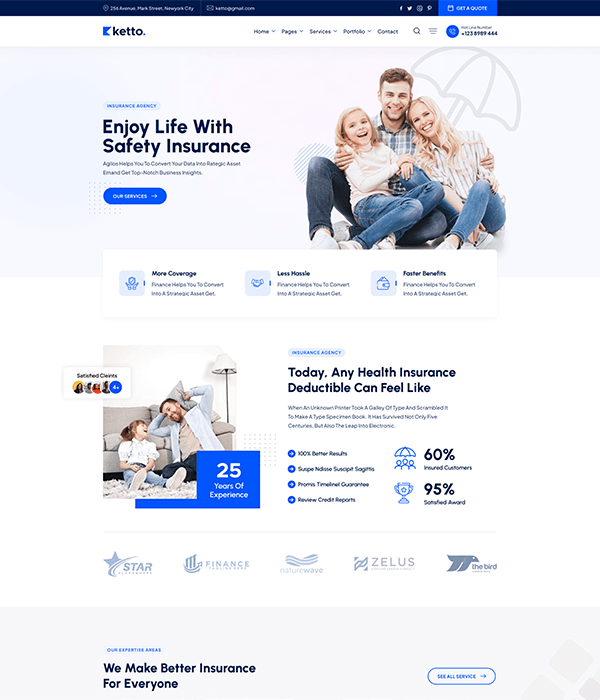 256 Avenue, Mark Street, Newyork City
ketto@gmail.com
GET A QUOTE
ketto.
Home
Pages
Services
Portfolio
Contact
Hot Line Number
+123 8989 444
INSURANCE AGENCY
Enjoy Life With
Safety Insurance
Agilos Helps You To Convert Your Data Into Rategic Asset
Emand Get Top-Notch Business Insights.
OUR SERVICES
More Coverage
Finance Helps You To Convert
Into A Strategic Asset Get.
Less Hassle
Finance Helps You To Convert
Into A Strategic Asset Get.
Faster Benefits
Finance Helps You To Convert
Into A Strategic Asset Get.
Satisfied Cleints
4+
25
Years Of
Experience
INSURANCE AGENCY
Today, Any Health Insurance
Deductible Can Feel Like
When An Unknown Printer Took A Galley Of Type And Scrambled It
To Make A Type Specimen Book. It Has Survived Not Only Five
Centuries, But Also The Leap Into Electronic.
100% Better Results
Suspe Ndisse Suscipit Sagittis
Promis Timelinel Guarantee
Review Credit Reports
60%
Insured Customers
95%
Satisfied Award
STAR
FINANCE
naturewave
ZELUS
the bird
OUR EXPERTISE AREAS
We Make Better Insurance
For Everyone
SEE ALL SERVICE